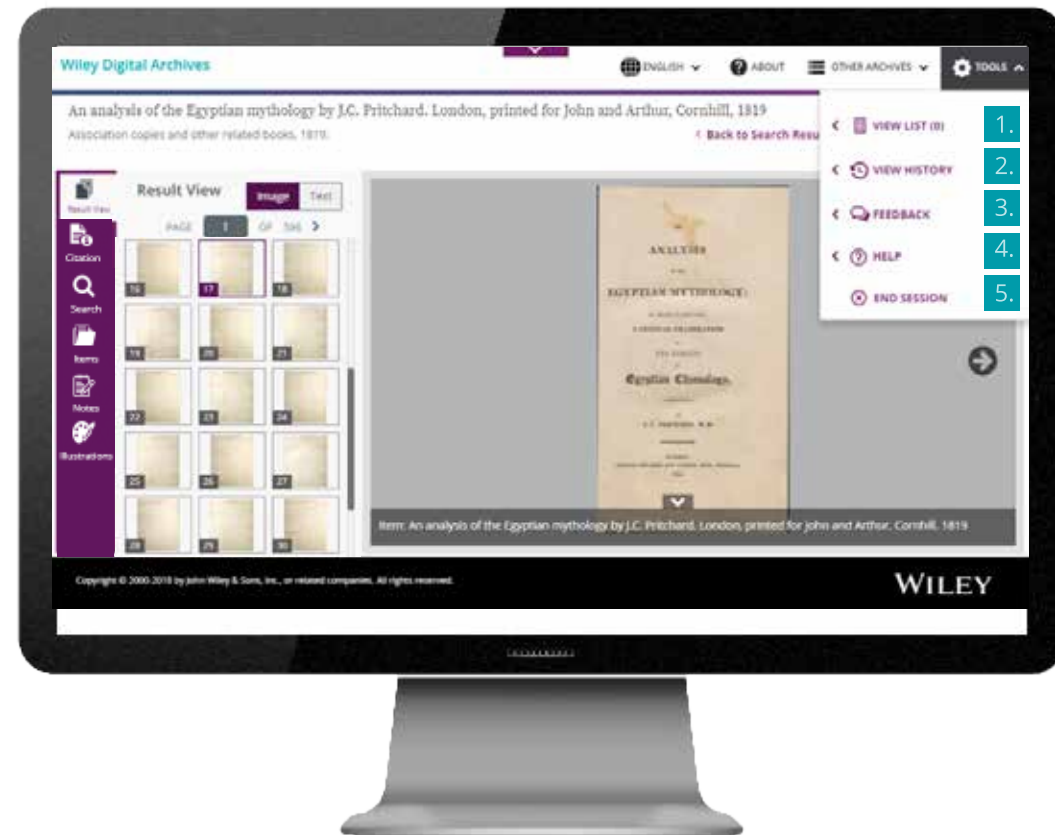 Wiley Digital Archives
ENGLISH
ABOUT
OTHER ARCHIVES
TOOLS
An analysis of the Egyptian mythology by J.C. Pritchard. London, printed for John and Arthur, Cornhill, 1819
Association copies and other related books, 1819.
< Back to Search Resu
< VIEW LIST (0) 1.
< VIEW HISTORY 2.
< FEEDBACK 3.
< HELP 4.
END SESSION 5.
Result View
Citation
Search
Items
Notes
Illustrations
Result View
Image
Text
PAGE 1 OF 596 >
16
17
18
19
20
21
22
23
24
25
26
27
28
29
30
ANALYSIS
EGYPTIAN MYTHOLOGY:
Egyptian Chronology,
Item: An analysis of the Egyptian mythology by J.C. Pritchard. London, printed for John and Arthur, Cornhill, 1819
Copyright © 2000-2018 by John Wiley & Sons, Inc., or related companies. All rights reserved.
WILEY